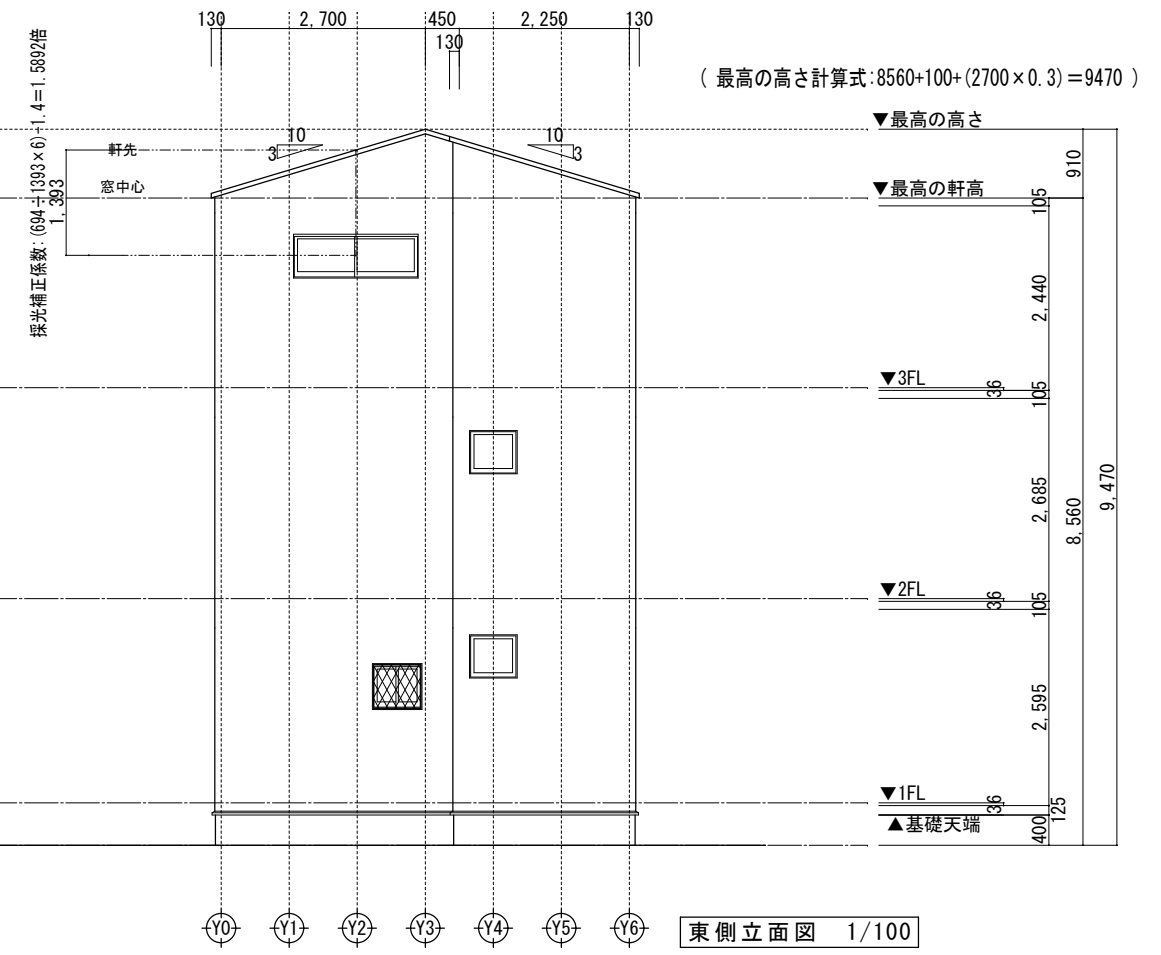 130 2,700 450 2,250 130
130
( 最高の高さ計算式:8560+100+(2700×0.3)=9470 )
採光補正係数:(694÷1393×6)-1.4=1.5892倍
1,393
軒先
窓中心
10
3
10
3
▼最高の高さ
910
▼最高の軒高
105
2,440
▼3FL
36
105
2,685
8,560
9,470
▼2FL
36
105
2,595
▼1FL
36
125
▲基礎天端
400
Y0 Y1 Y2 Y3 Y4 Y5 Y6
東側立面図 1/100